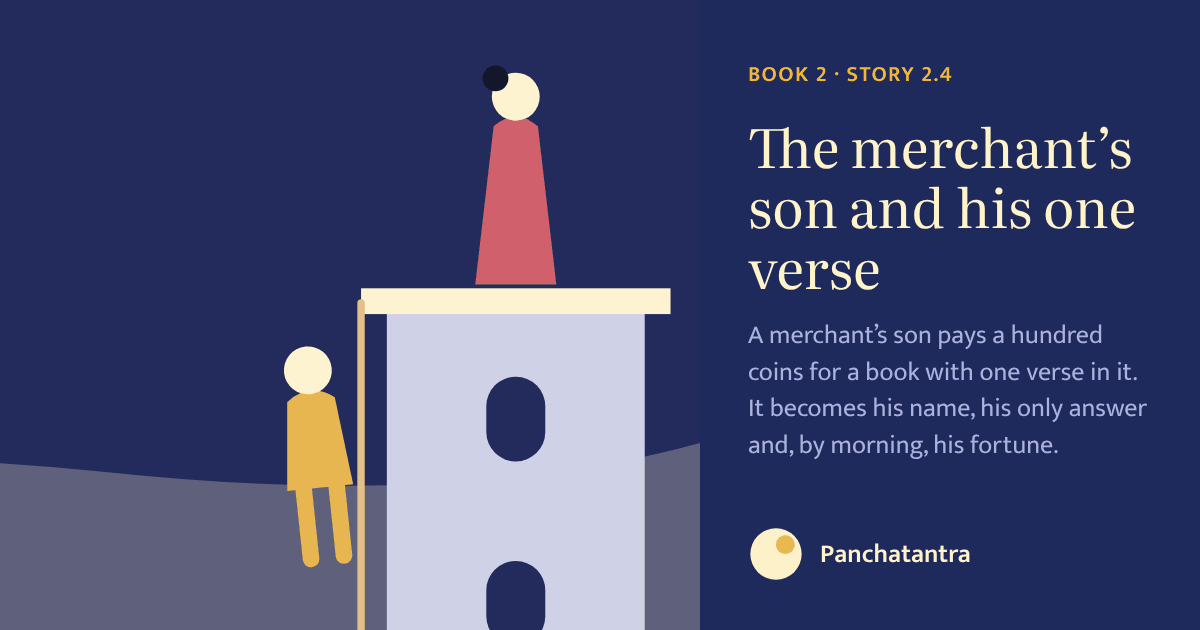 BOOK 2 · STORY 2.4
The merchant’s
son and his one
verse
A merchant’s son pays a hundred
coins for a book with one verse in it.
It becomes his name, his only answer
and, by morning, his fortune.
Panchatantra